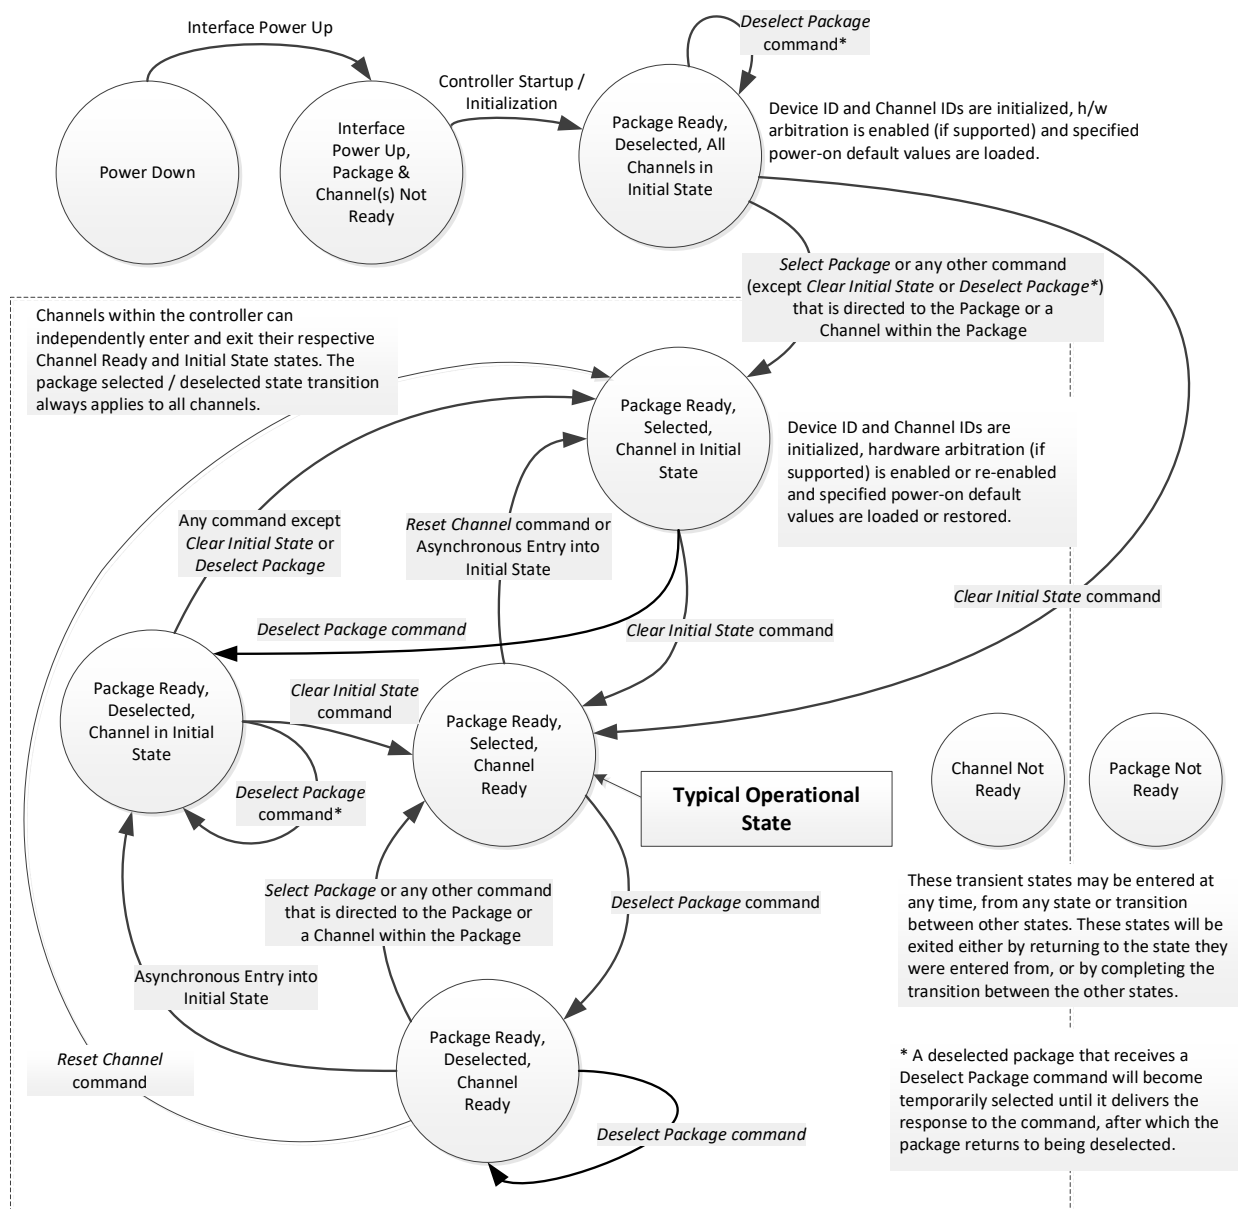 Interface Power Up
Deselect Package
command*
Controller Startup /
Initialization
Power Down
Interface
Power Up,
Package &
Channel(s) Not
Ready
Package Ready,
Deselected, All
Channels in
Initial State
Device ID and Channel IDs are initialized, h/w
arbitration is enabled (if supported) and specified
power-on default values are loaded.
Select Package or any other command
(except Clear Initial State or Deselect Package*)
that is directed to the Package or a
Channel within the Package
Channels within the controller can
independently enter and exit their respective
Channel Ready and Initial State states. The
package selected / deselected state transition
always applies to all channels.
Package Ready,
Selected,
Channel in Initial
State
Device ID and Channel IDs are
initialized, hardware arbitration (if
supported) is enabled or re-enabled
and specified power-on default
values are loaded or restored.
Any command except
Clear Initial State or
Deselect Package
Reset Channel command or
Asynchronous Entry into
Initial State
Clear Initial State command
Deselect Package command
Clear Initial State command
Package Ready,
Deselected,
Channel in Initial
State
Clear Initial State
command
Package Ready,
Selected,
Channel
Ready
Deselect Package
command*
Typical Operational
State
Channel Not
Ready
Package Not
Ready
Select Package or any other command
that is directed to the Package or
a Channel within the Package
Deselect Package command
These transient states may be entered at
any time, from any state or transition
between other states. These states will be
exited either by returning to the state they
were entered from, or by completing the
transition between the other states.
Asynchronous Entry into
Initial State
Reset Channel
command
Package Ready,
Deselected,
Channel
Ready
Deselect Package command
* A deselected package that receives a
Deselect Package command will become
temporarily selected until it delivers the
response to the command, after which the
package returns to being deselected.